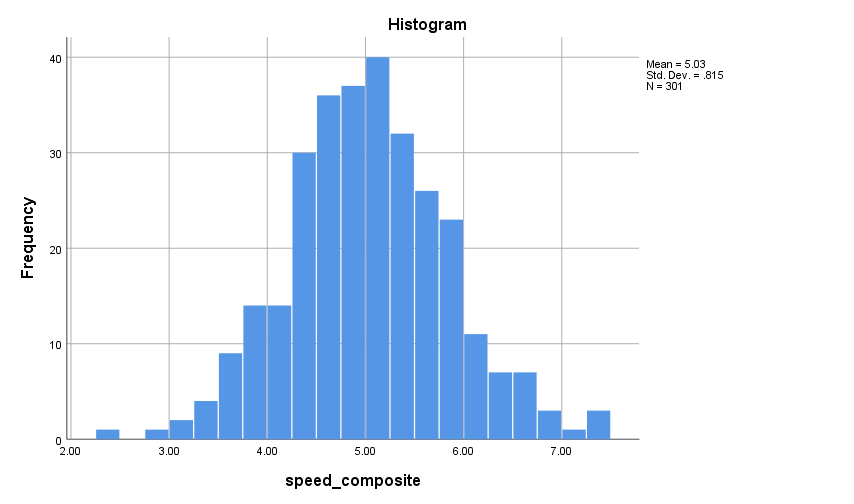 Histogram
Mean = 5.03
Std. Dev. = .815
N = 301
40
30
20
10
0
Frequency
2.00 3.00 4.00 5.00 6.00 7.00
speed_composite